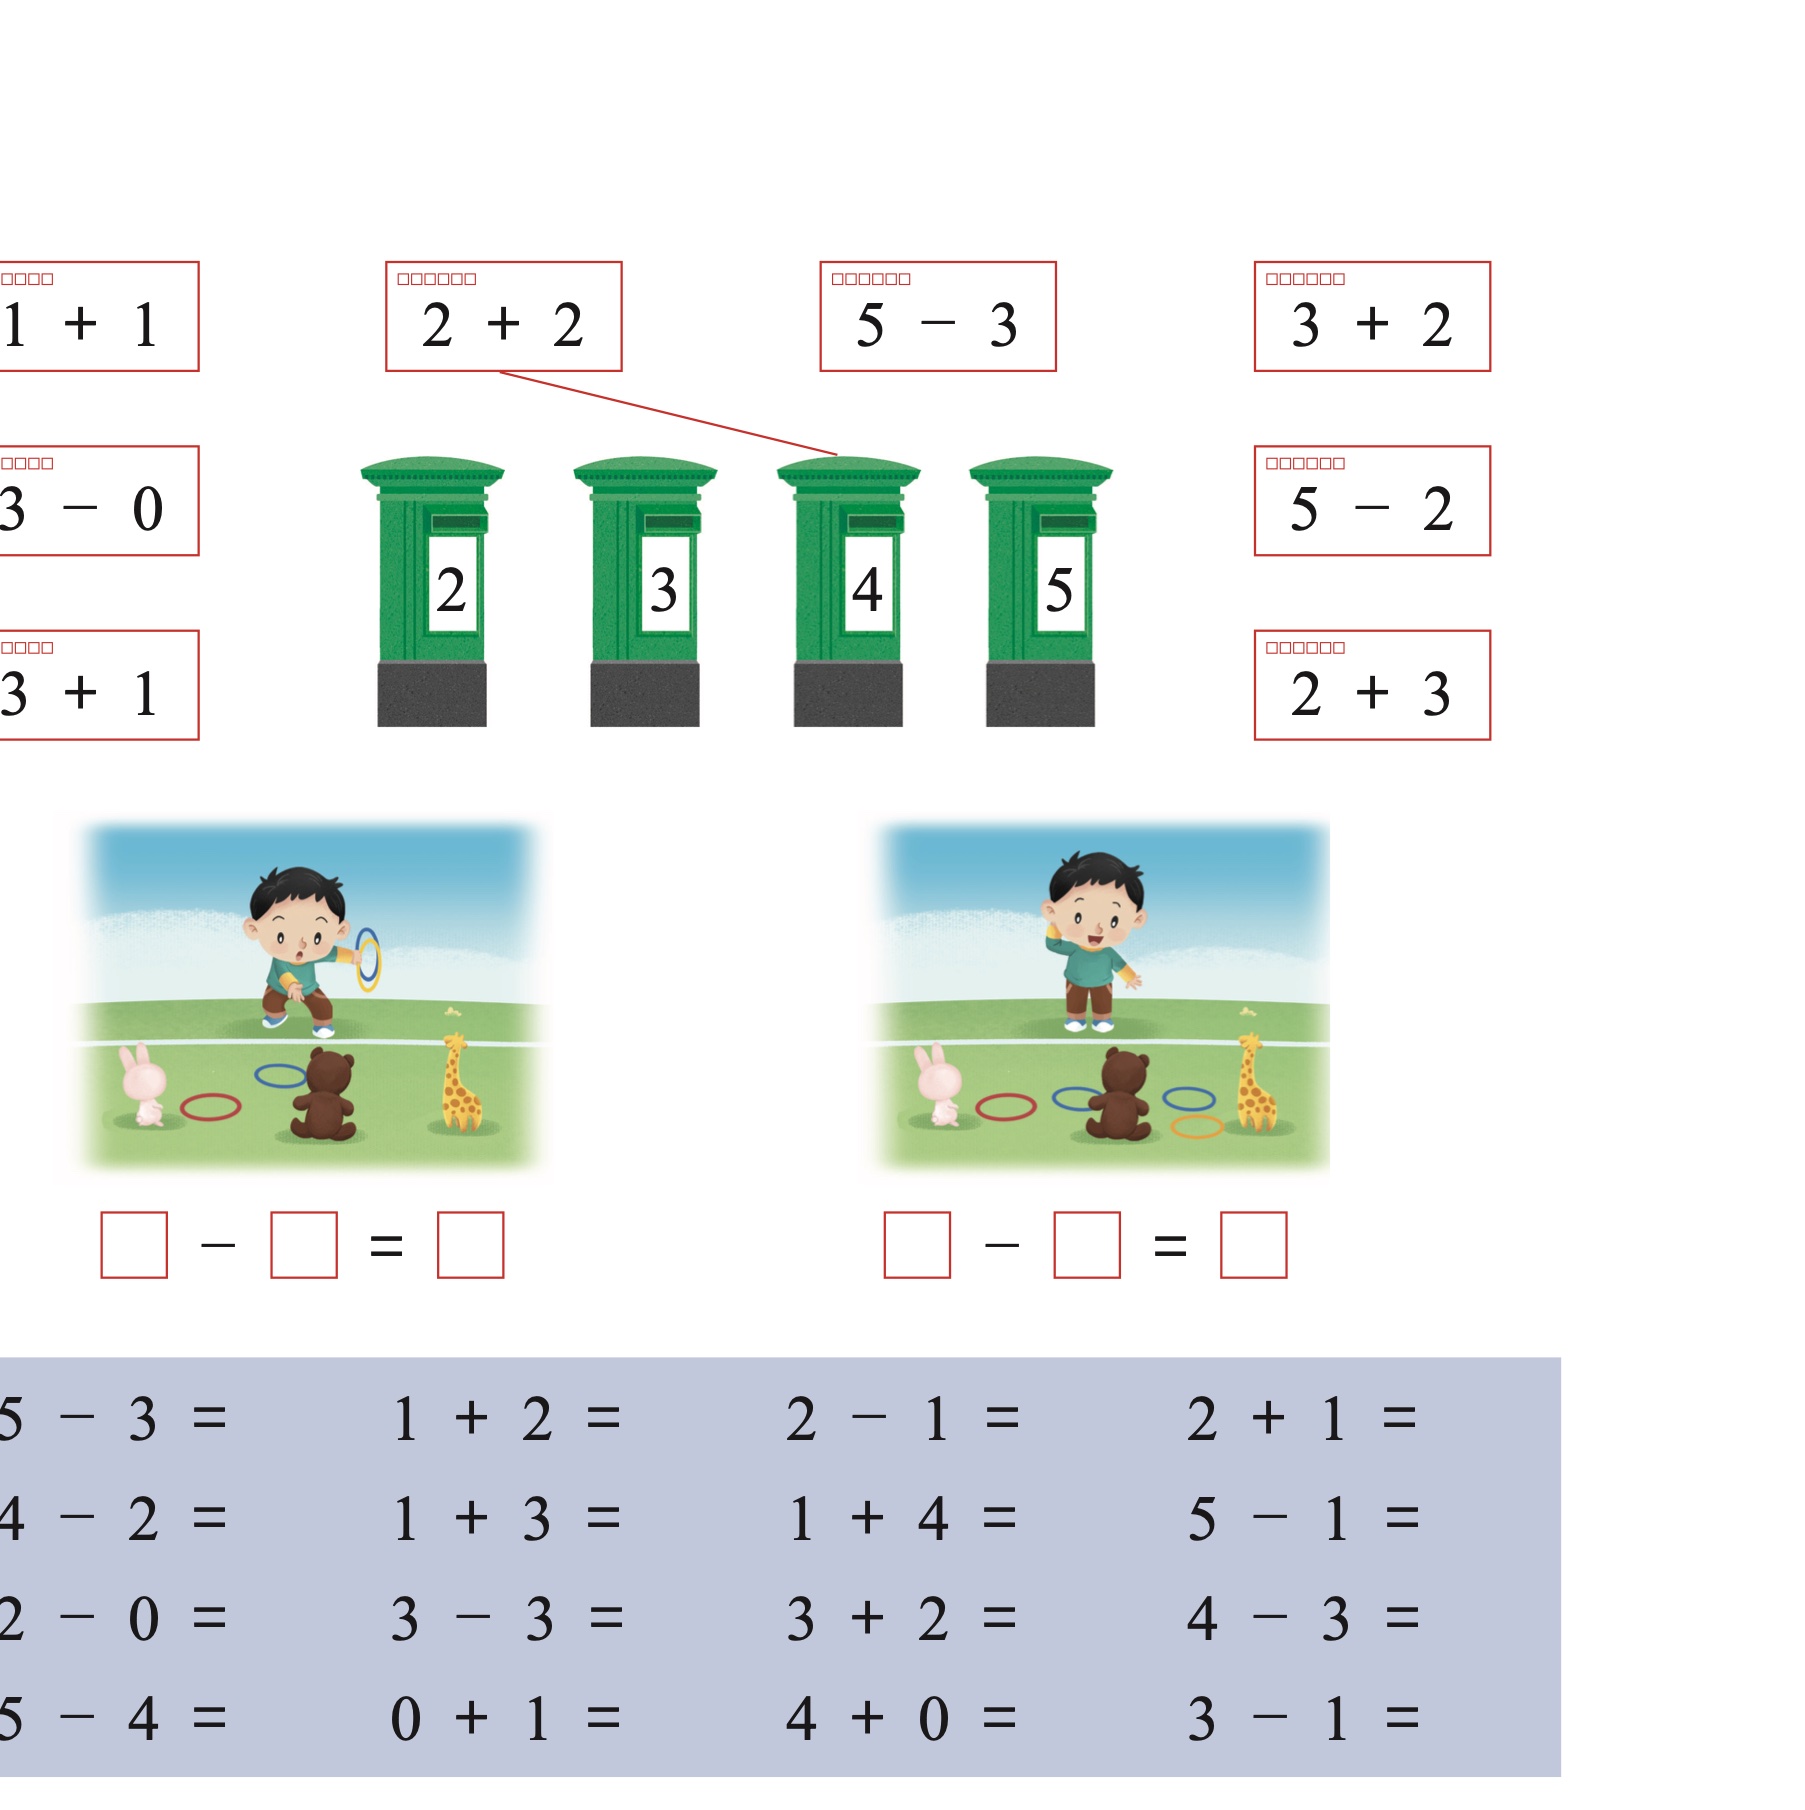 □□□□ □□□□□□ □□□□□□ □□□□□□
1 + 1 2 + 2 5 − 3 3 + 2
□□□□ □□□□□□
3 − 0 5 − 2
2 3 4 5
□□□□ □□□□□□
3 + 1 2 + 3
□ − □ = □ □ − □ = □
5 − 3 = 1 + 2 = 2 − 1 = 2 + 1 =
4 − 2 = 1 + 3 = 1 + 4 = 5 − 1 =
2 − 0 = 3 − 3 = 3 + 2 = 4 − 3 =
5 − 4 = 0 + 1 = 4 + 0 = 3 − 1 =